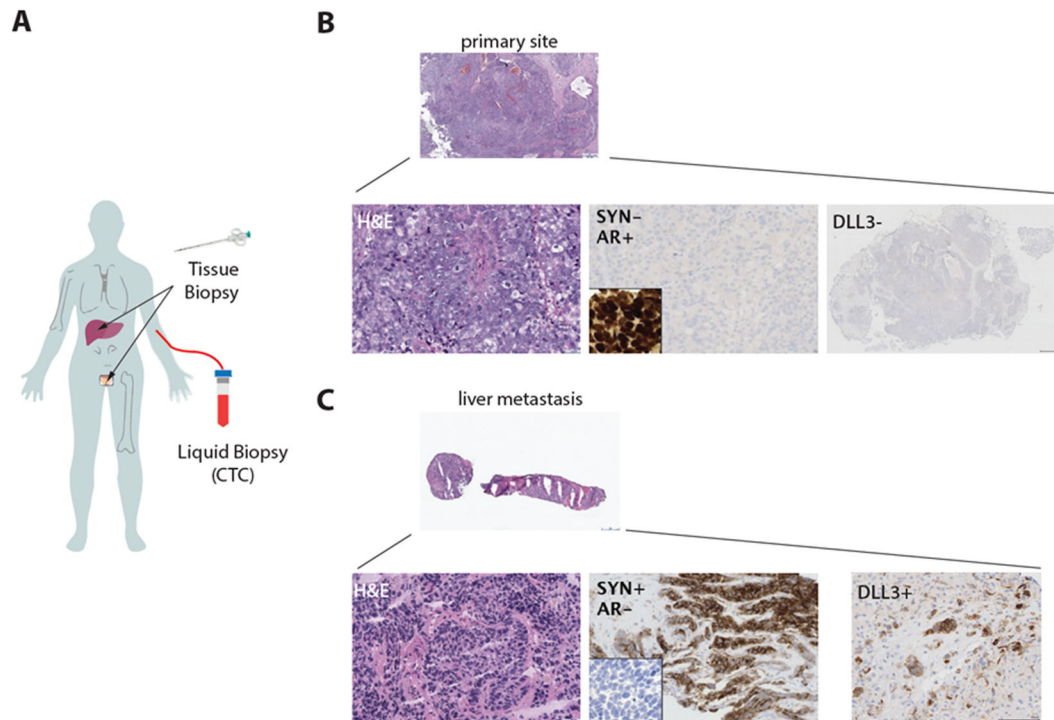 A
Tissue
Biopsy
Liquid Biopsy
(CTC)
B
primary site
H&E
SYN–
AR+
DLL3-
C
liver metastasis
H&E
SYN+
AR–
DLL3+